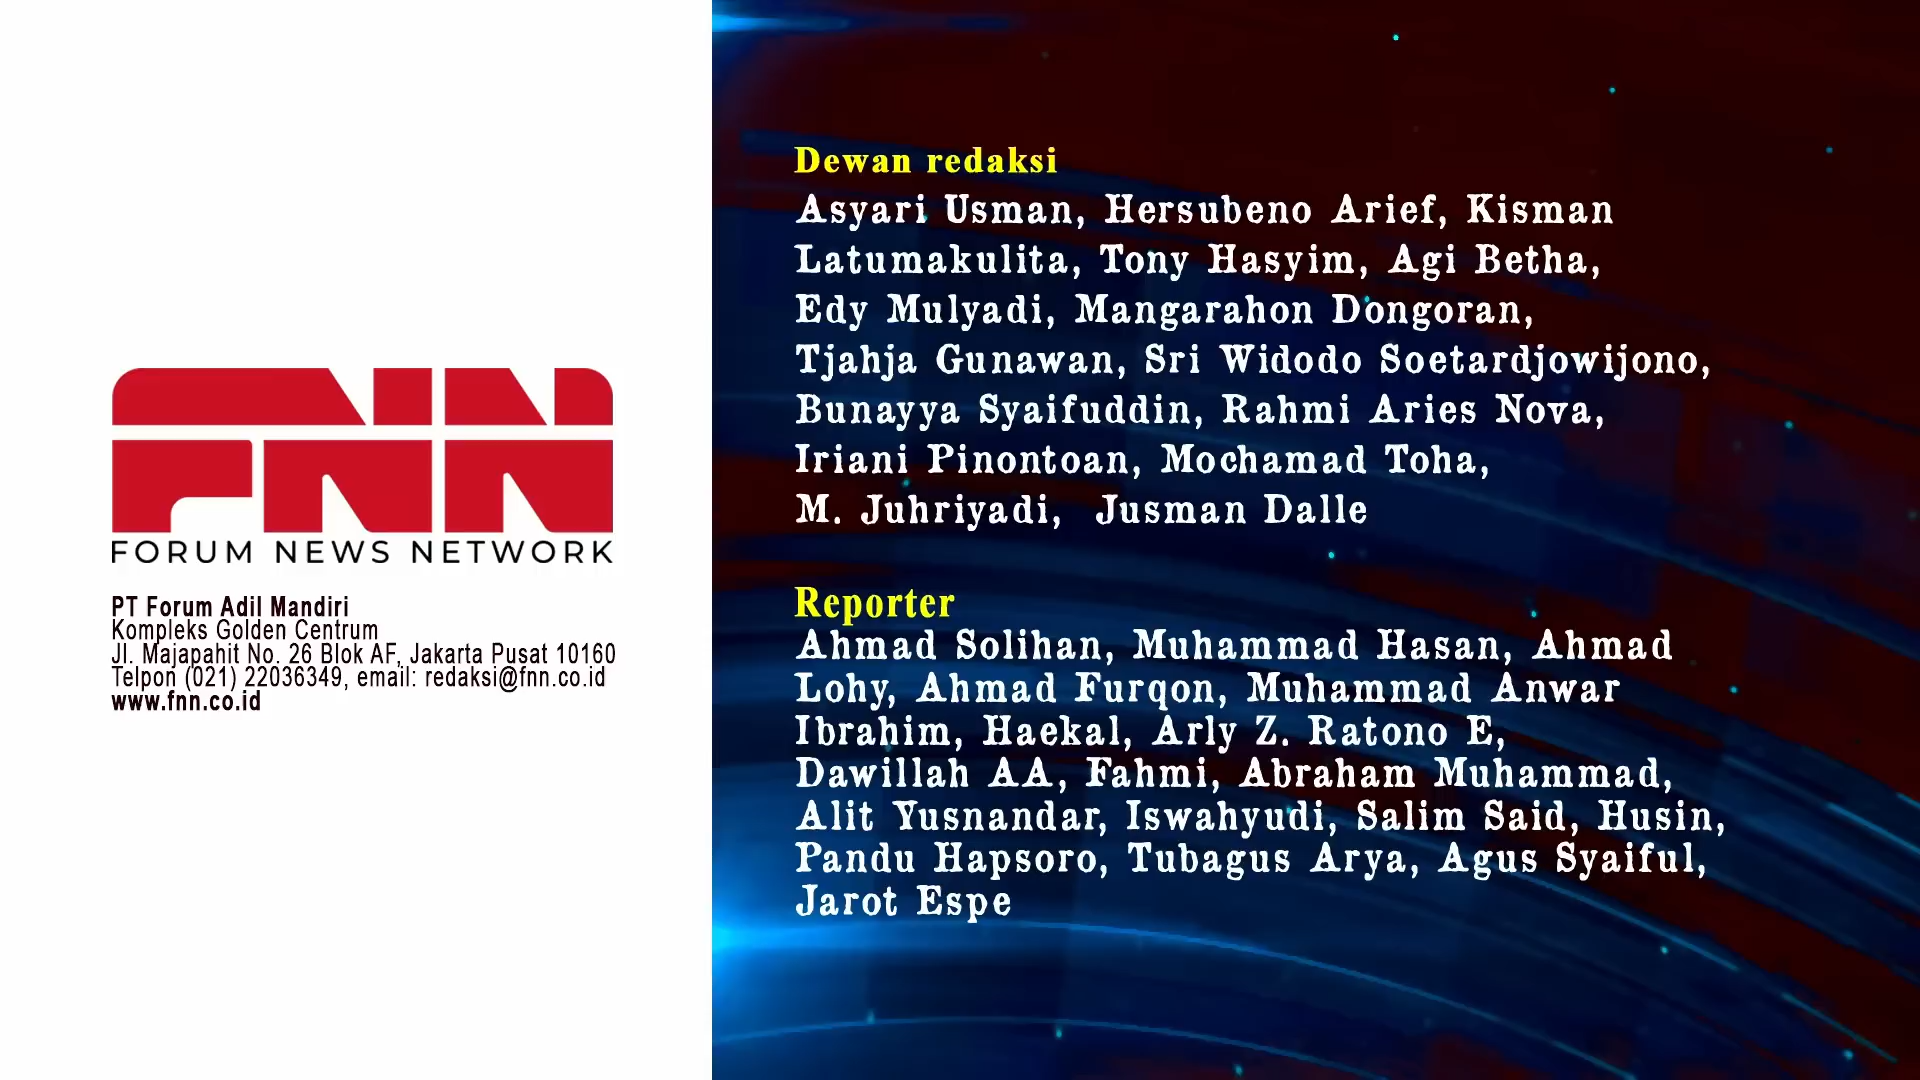 FNN
FORUM NEWS NETWORK
PT Forum Adil Mandiri
Kompleks Golden Centrum
Jl. Majapahit No. 26 Blok AF, Jakarta Pusat 10160
Telpon (021) 22036349, email: redaksi@fnn.co.id
www.fnn.co.id
Dewan redaksi
Asyari Usman, Hersubeno Arief, Kisman
Latumakulita, Tony Hasyim, Agi Betha,
Edy Mulyadi, Mangarahon Dongoran,
Tjahja Gunawan, Sri Widodo Soetardjowijono,
Bunayya Syaifuddin, Rahmi Aries Nova,
Iriani Pinontoan, Mochamad Toha,
M. Juhriyadi,  Jusman Dalle
Reporter
Ahmad Solihan, Muhammad Hasan, Ahmad
Lohy, Ahmad Furqon, Muhammad Anwar
Ibrahim, Haekal, Arly Z. Ratono E,
Dawillah AA, Fahmi, Abraham Muhammad,
Alit Yusnandar, Iswahyudi, Salim Said, Husin,
Pandu Hapsoro, Tubagus Arya, Agus Syaiful,
Jarot Espe